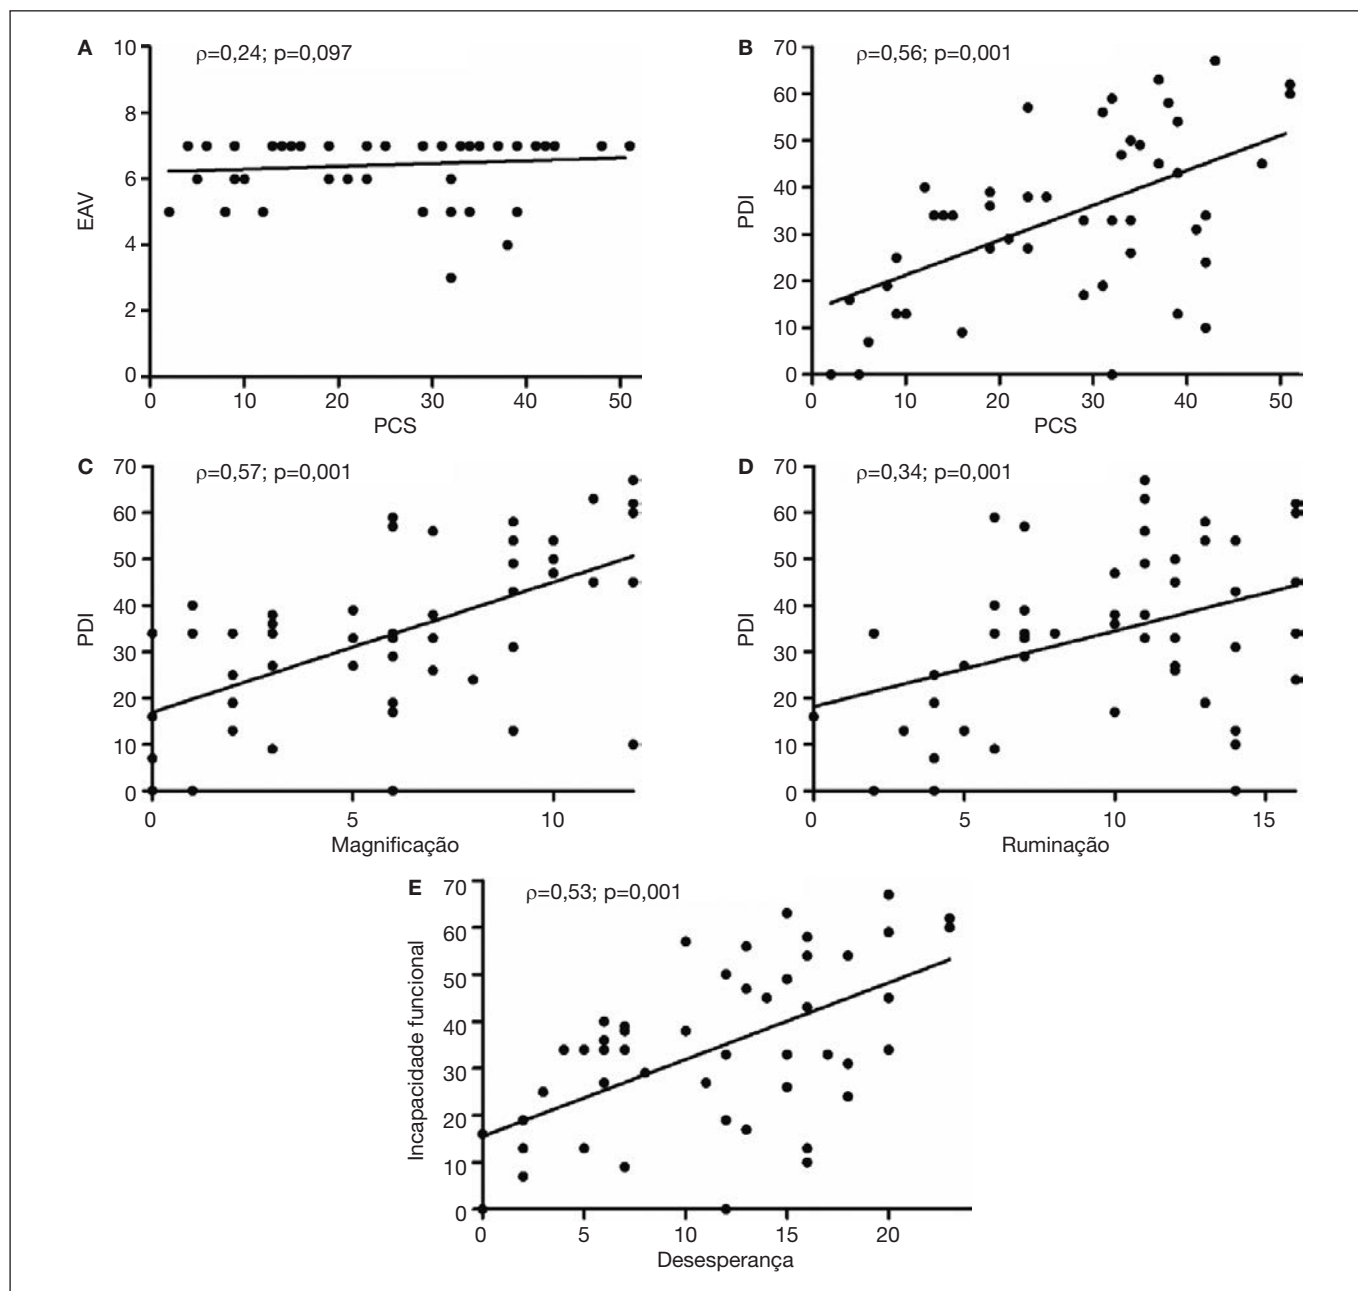 A
ρ=0,24; p=0,097
10
8
6
4
2
0
EAV
0 10 20 30 40 50
PCS
B
ρ=0,56; p=0,001
70
60
50
40
30
20
10
0
PDI
0 10 20 30 40 50
PCS
C
ρ=0,57; p=0,001
70
60
50
40
30
20
10
0
PDI
0 5 10
Magnificação
D
ρ=0,34; p=0,001
70
60
50
40
30
20
10
0
PDI
0 5 10 15
Ruminação
E
ρ=0,53; p=0,001
70
60
50
40
30
20
10
0
Incapacidade funcional
0 5 10 15 20
Desesperança